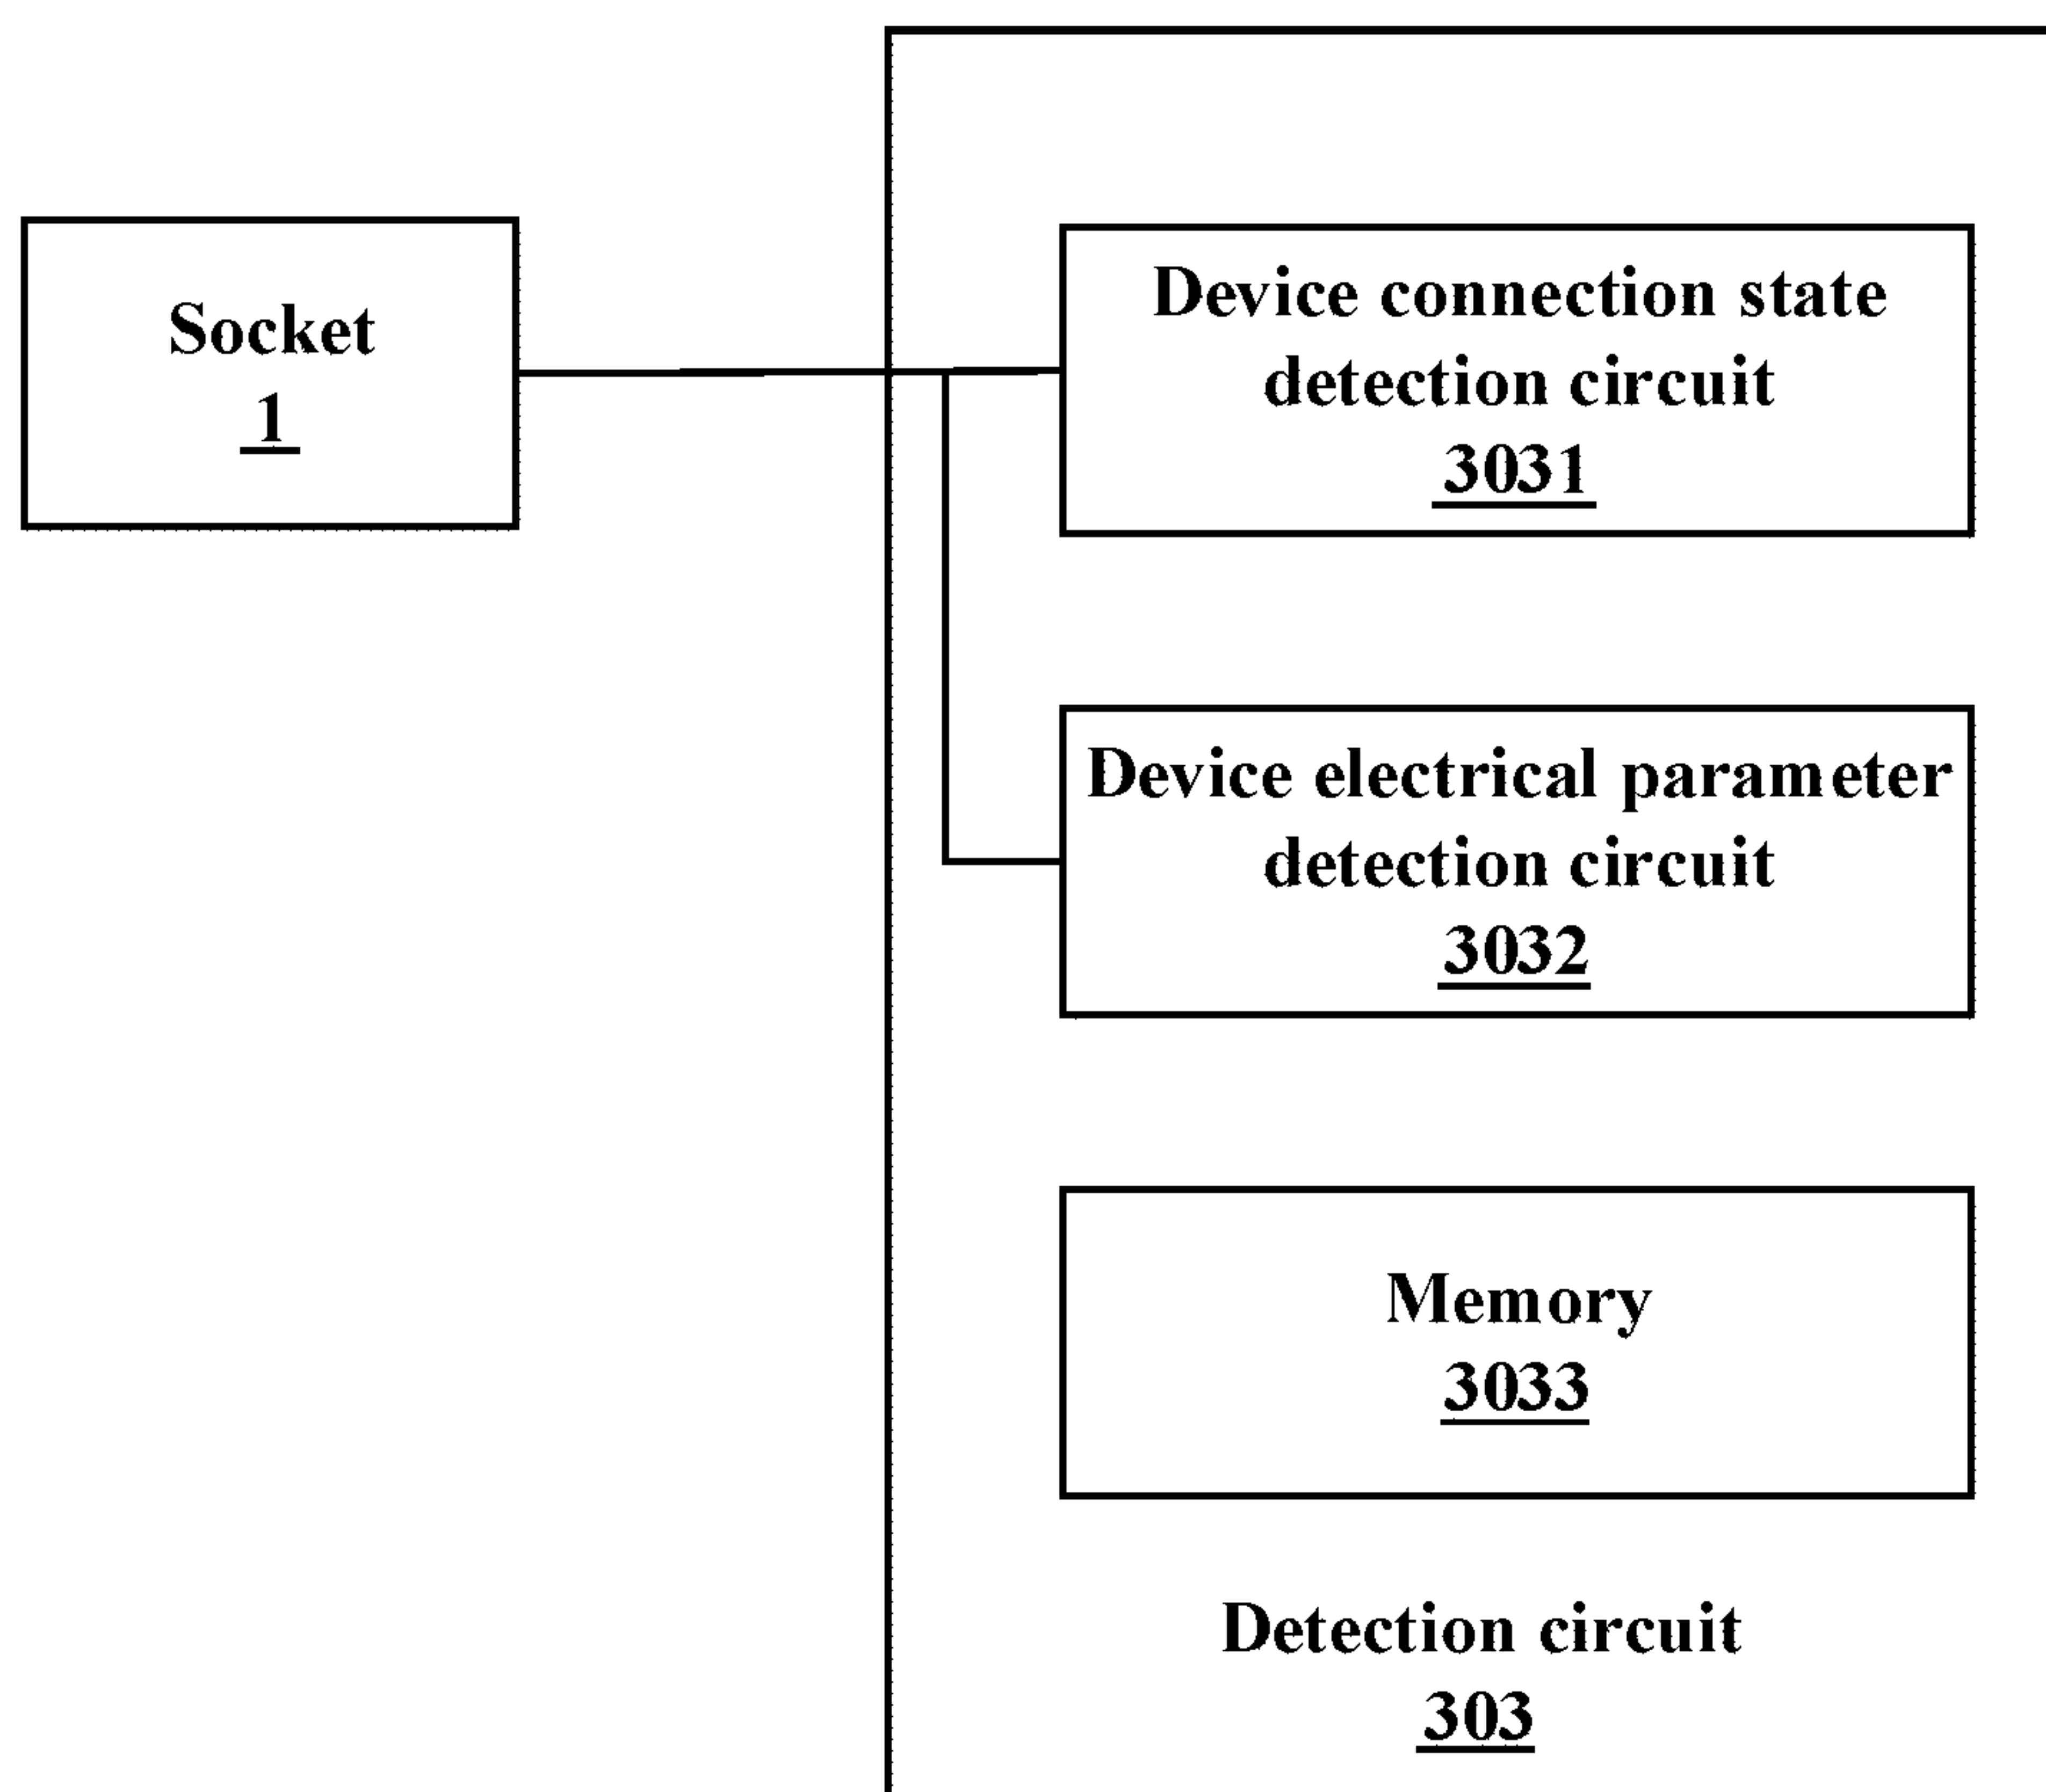 Socket
1
Device connection state
detection circuit
3031
Device electrical parameter
detection circuit
3032
Memory
3033
Detection circuit
303